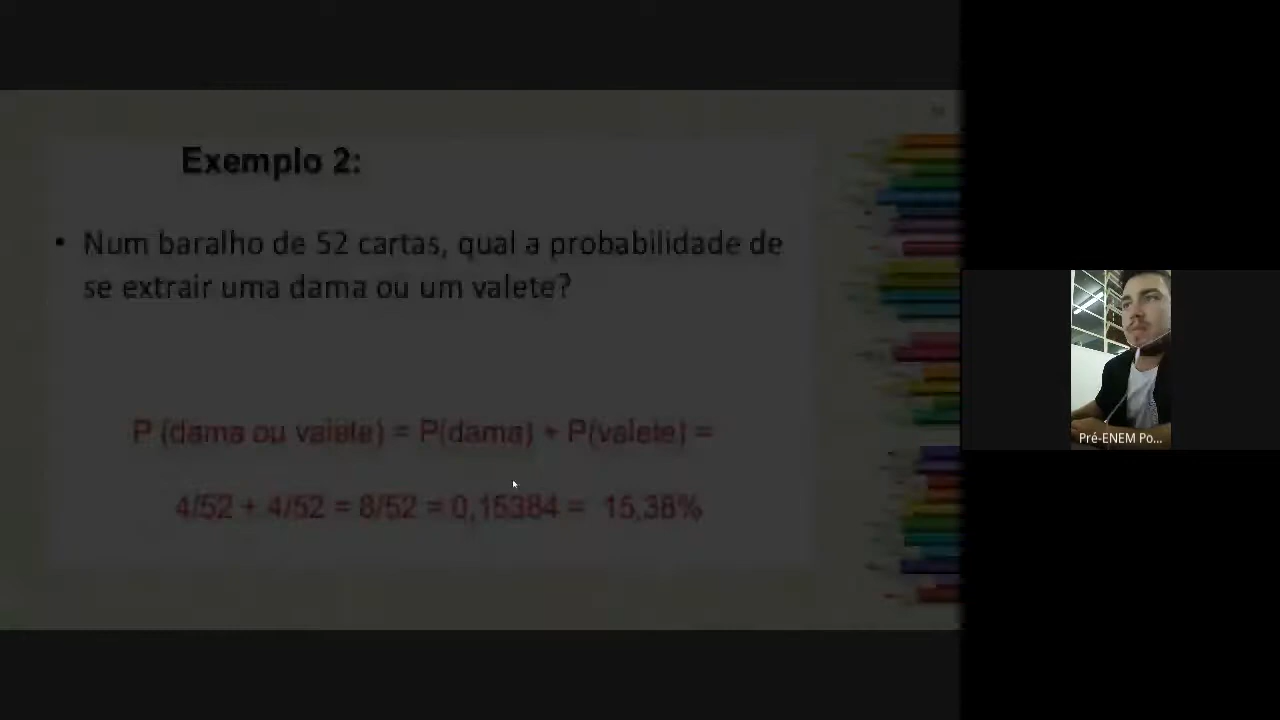 Exemplo 2:
• Num baralho de 52 cartas, qual a probabilidade de
se extrair uma dama ou um valete?
P (dama ou valete) = P(dama) + P(valete) =
4/52 + 4/52 = 8/52 = 0,15384 = 15,38%
Pré-ENEM Po...